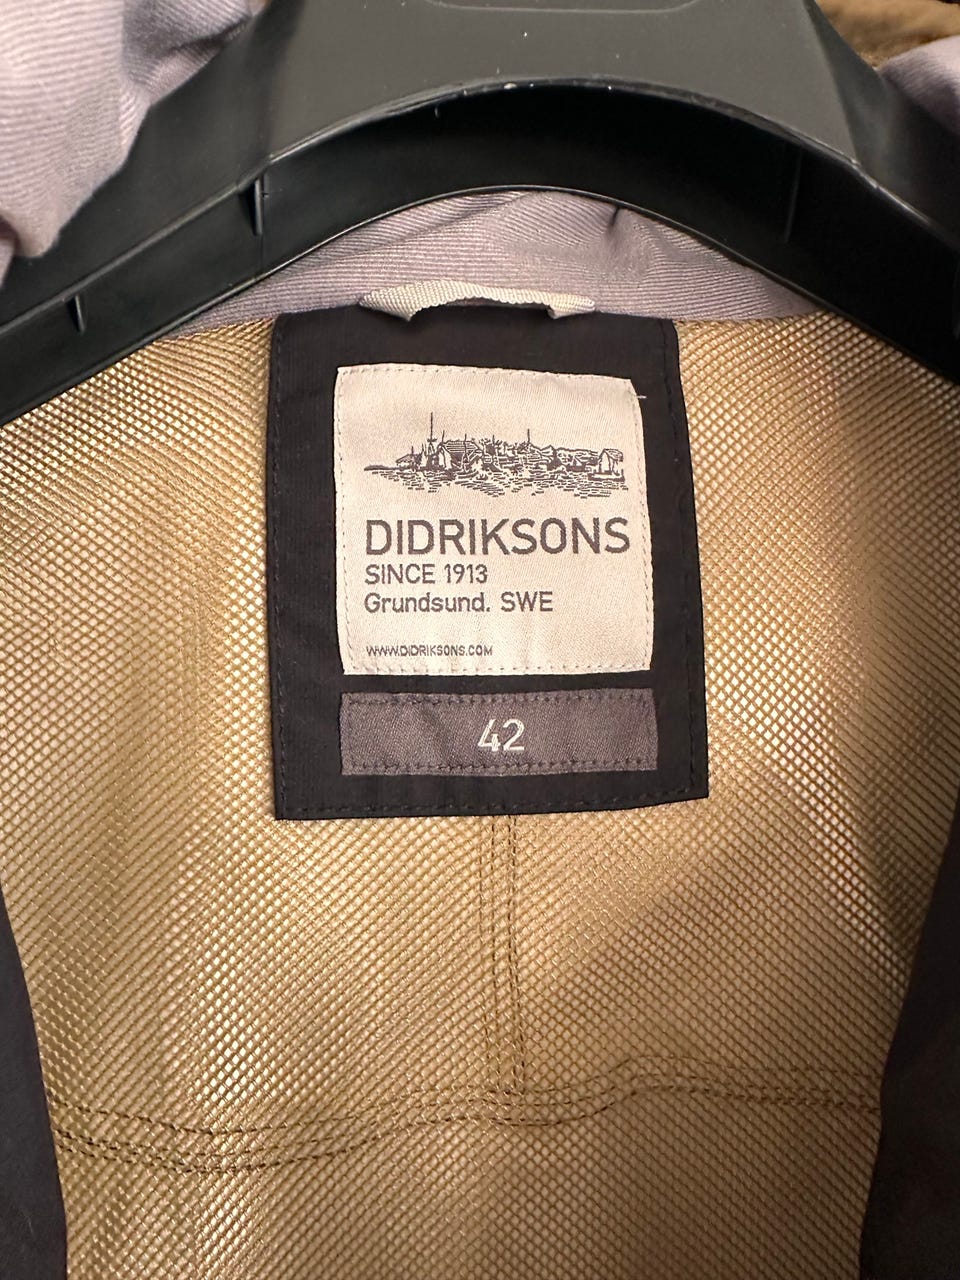 DIDRIKSONS
SINCE 1913
Grundsund. SWE
WWW.DIDRIKSONS.COM
42